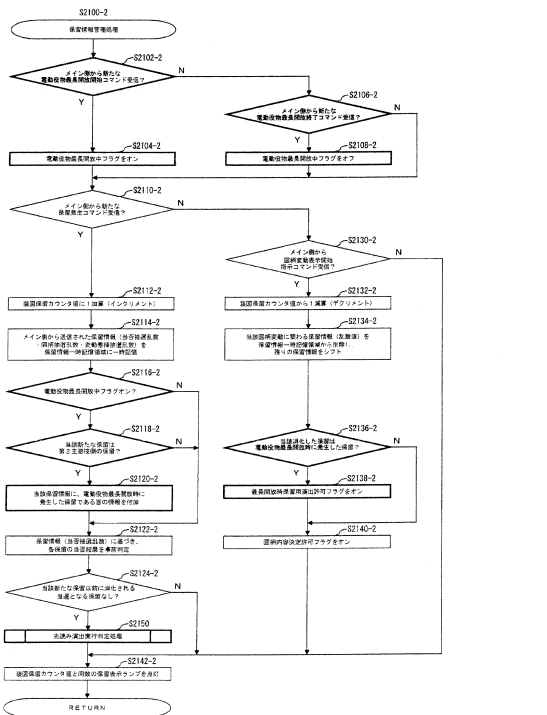 S2100-2
保留情報管理処理
S2102-2
メイン側から新たな
電動役物最長開放開始コマンド受信?
N
Y
S2106-2
メイン側から新たな
電動役物最長開放終了コマンド受信?
N
Y
S2104-2
電動役物最長開放中フラグをオン
S2108-2
電動役物最長開放中フラグをオフ
S2110-2
メイン側から新たな
保留発生コマンド受信?
N
Y
S2130-2
メイン側から
図柄変動表示開始
指示コマンド受信?
N
Y
S2112-2
装図保留カウンタ値に1加算(インクリメント)
S2132-2
装図保留カウンタ値から1減算(デクリメント)
S2114-2
メイン側から送信された保留情報(当否抽選乱数
・図柄抽選乱数・変動態様抽選乱数)を
保留情報一時記憶領域に一時記憶
S2134-2
当該図柄変動に関わる保留情報(乱数値)を
保留情報一時記憶領域から削除し、
残りの保留情報をシフト
S2116-2
電動役物最長開放中フラグオン?
N
Y
S2118-2
当該新たな保留は
第2主遊技側の保留?
N
Y
S2136-2
当該消化した保留は
電動役物最長開放時に発生した保留?
N
Y
S2120-2
当該保留情報に、電動役物最長開放時に
発生した保留である旨の情報を付加
S2138-2
最長開放時保留用演出許可フラグをオン
S2122-2
保留情報(当否抽選乱数)に基づき、
各保留の当否結果を事前判定
S2140-2
図柄内容決定許可フラグをオン
S2124-2
当該新たな保留以前に消化される
当選となる保留なし?
N
Y
S2150
先読み演出実行判定処理
S2142-2
装図保留カウンタ値と同数の保留表示ランプを点灯
RETURN